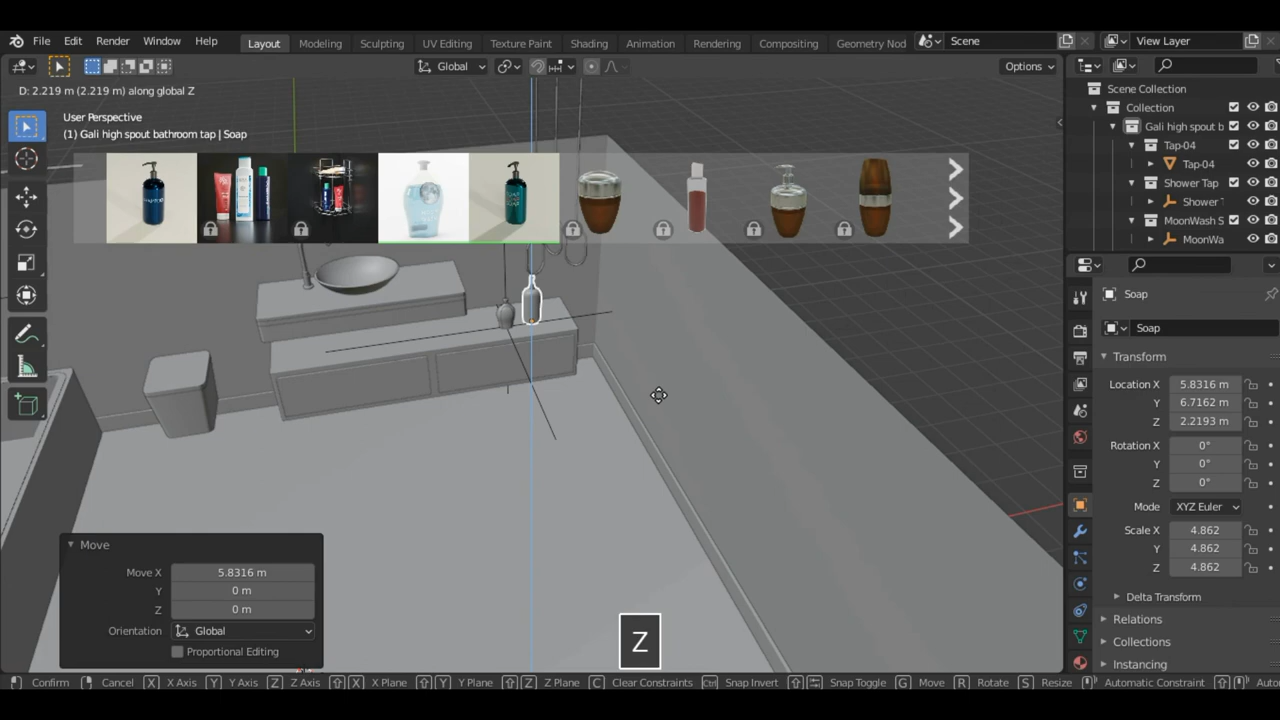 File Edit Render Window Help Layout Modeling Sculpting UV Editing Texture Paint Shading Animation Rendering Compositing Geometry Nod Scene View Layer
Global Options
D: 2.219 m (2.219 m) along global Z
User Perspective
(1) Gali high spout bathroom tap | Soap
Scene Collection
Collection
Gali high spout b
Tap-04
Tap-04
Shower Tap
Shower T
MoonWash S
MoonWa
Soap
Soap
Transform
Location X 5.8316 m
Y 6.7162 m
Z 2.2193 m
Rotation X 0°
Y 0°
Z 0°
Mode XYZ Euler
Scale X 4.862
Y 4.862
Z 4.862
Delta Transform
Relations
Collections
Instancing
Move
Move X 5.8316 m
Y 0 m
Z 0 m
Orientation Global
Proportional Editing
Z
Confirm Cancel X X Axis Y Y Axis Z Z Axis X X Plane Y Y Plane Z Z Plane C Clear Constraints Ctrl Snap Invert Snap Toggle G Move R Rotate S Resize Automatic Constraint Auto